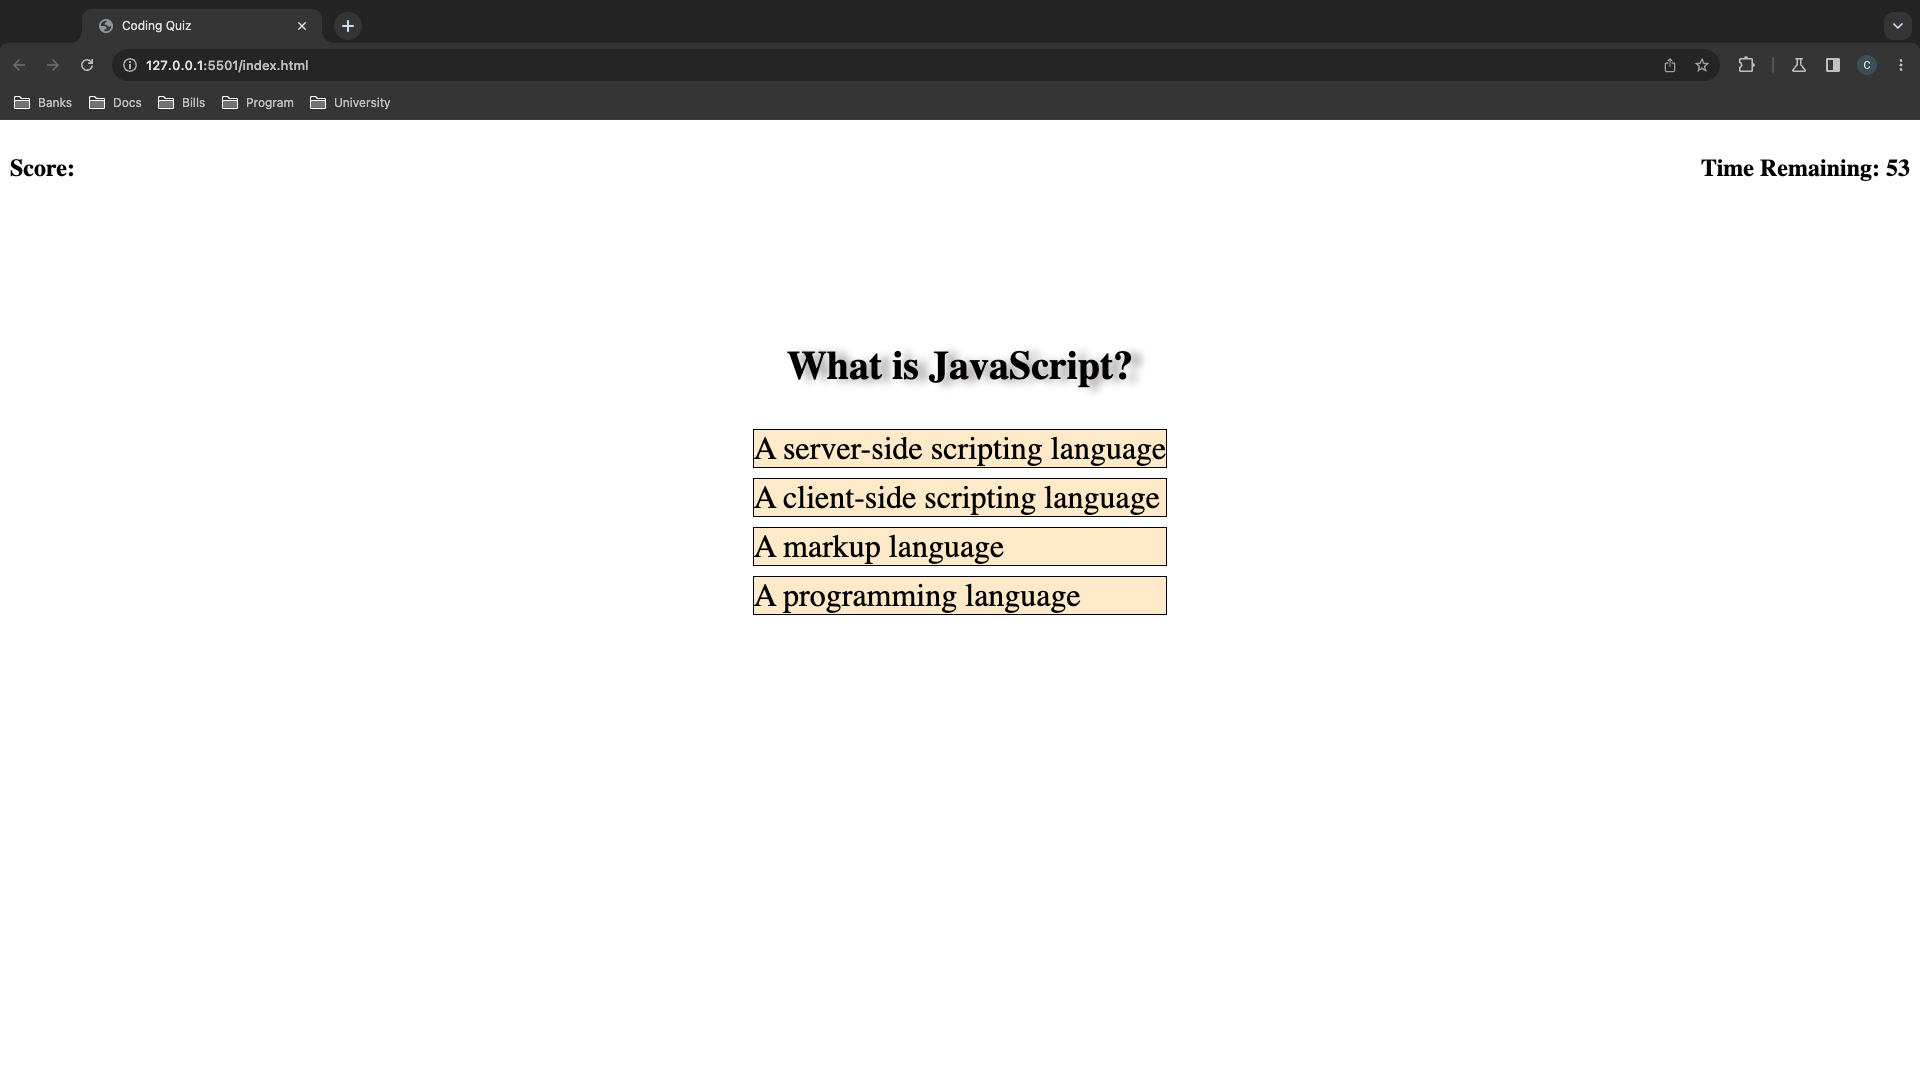 Coding Quiz
127.0.0.1:5501/index.html
C
Banks Docs Bills Program University
Score: Time Remaining: 53
What is JavaScript?
A server-side scripting language
A client-side scripting language
A markup language
A programming language